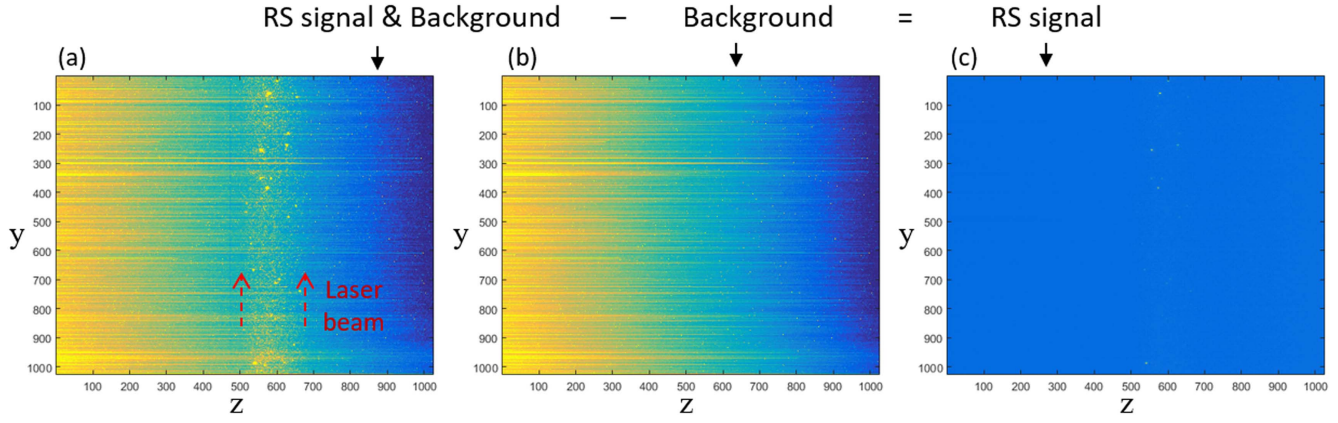 RS signal & Background – Background = RS signal
(a) (b) (c)
100 100 100
200 200 200
300 300 300
400 400 400
500 500 500
y y y
600 600 600
700 700 700
Laser
800 800 800
beam
900 900 900
1000 1000 1000
100 200 300 400 500 600 700 800 900 1000 100 200 300 400 500 600 700 800 900 1000 100 200 300 400 500 600 700 800 900 1000
z z z